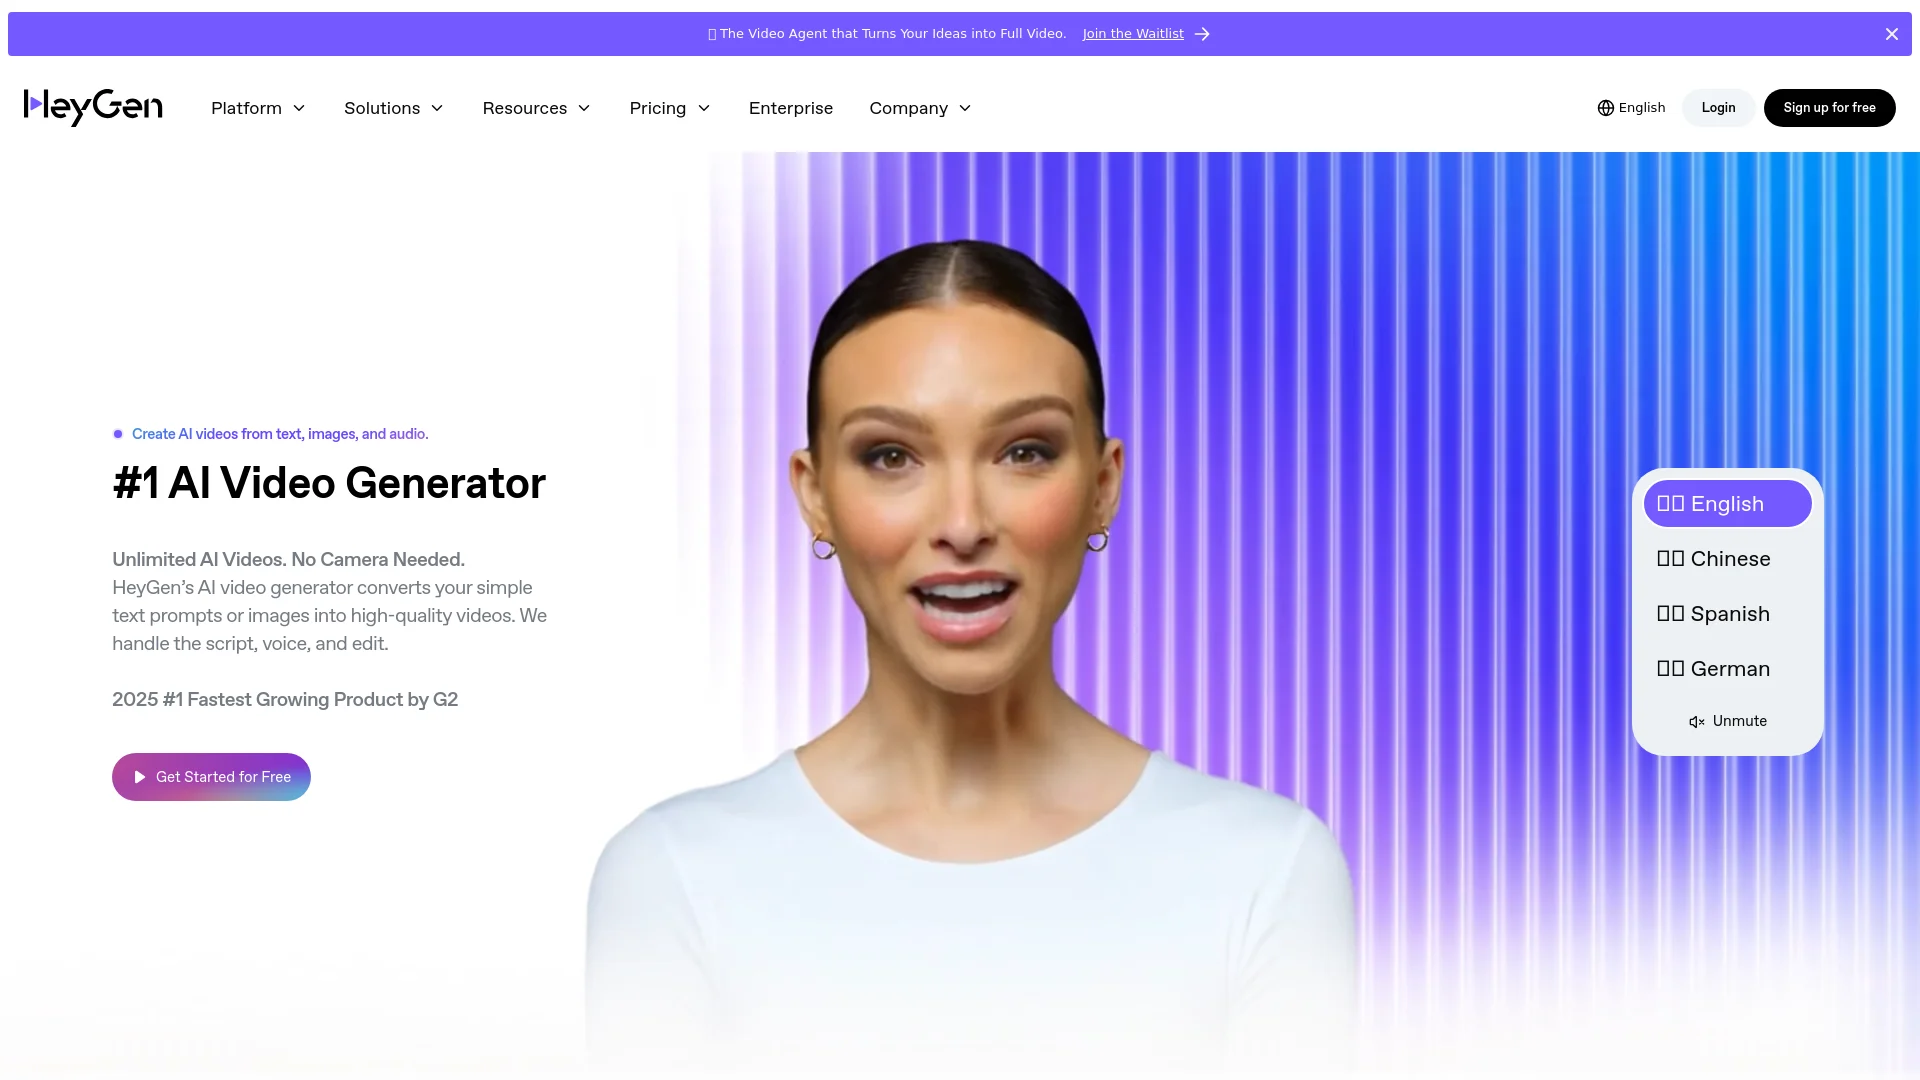 The Video Agent that Turns Your Ideas into Full Video. Join the Waitlist
HeyGen
Platform
Solutions
Resources
Pricing
Enterprise
Company
English
Login
Sign up for free
Create AI videos from text, images, and audio.
#1 AI Video Generator
Unlimited AI Videos. No Camera Needed.
HeyGen’s AI video generator converts your simple
text prompts or images into high-quality videos. We
handle the script, voice, and edit.
2025 #1 Fastest Growing Product by G2
Get Started for Free
English
Chinese
Spanish
German
Unmute